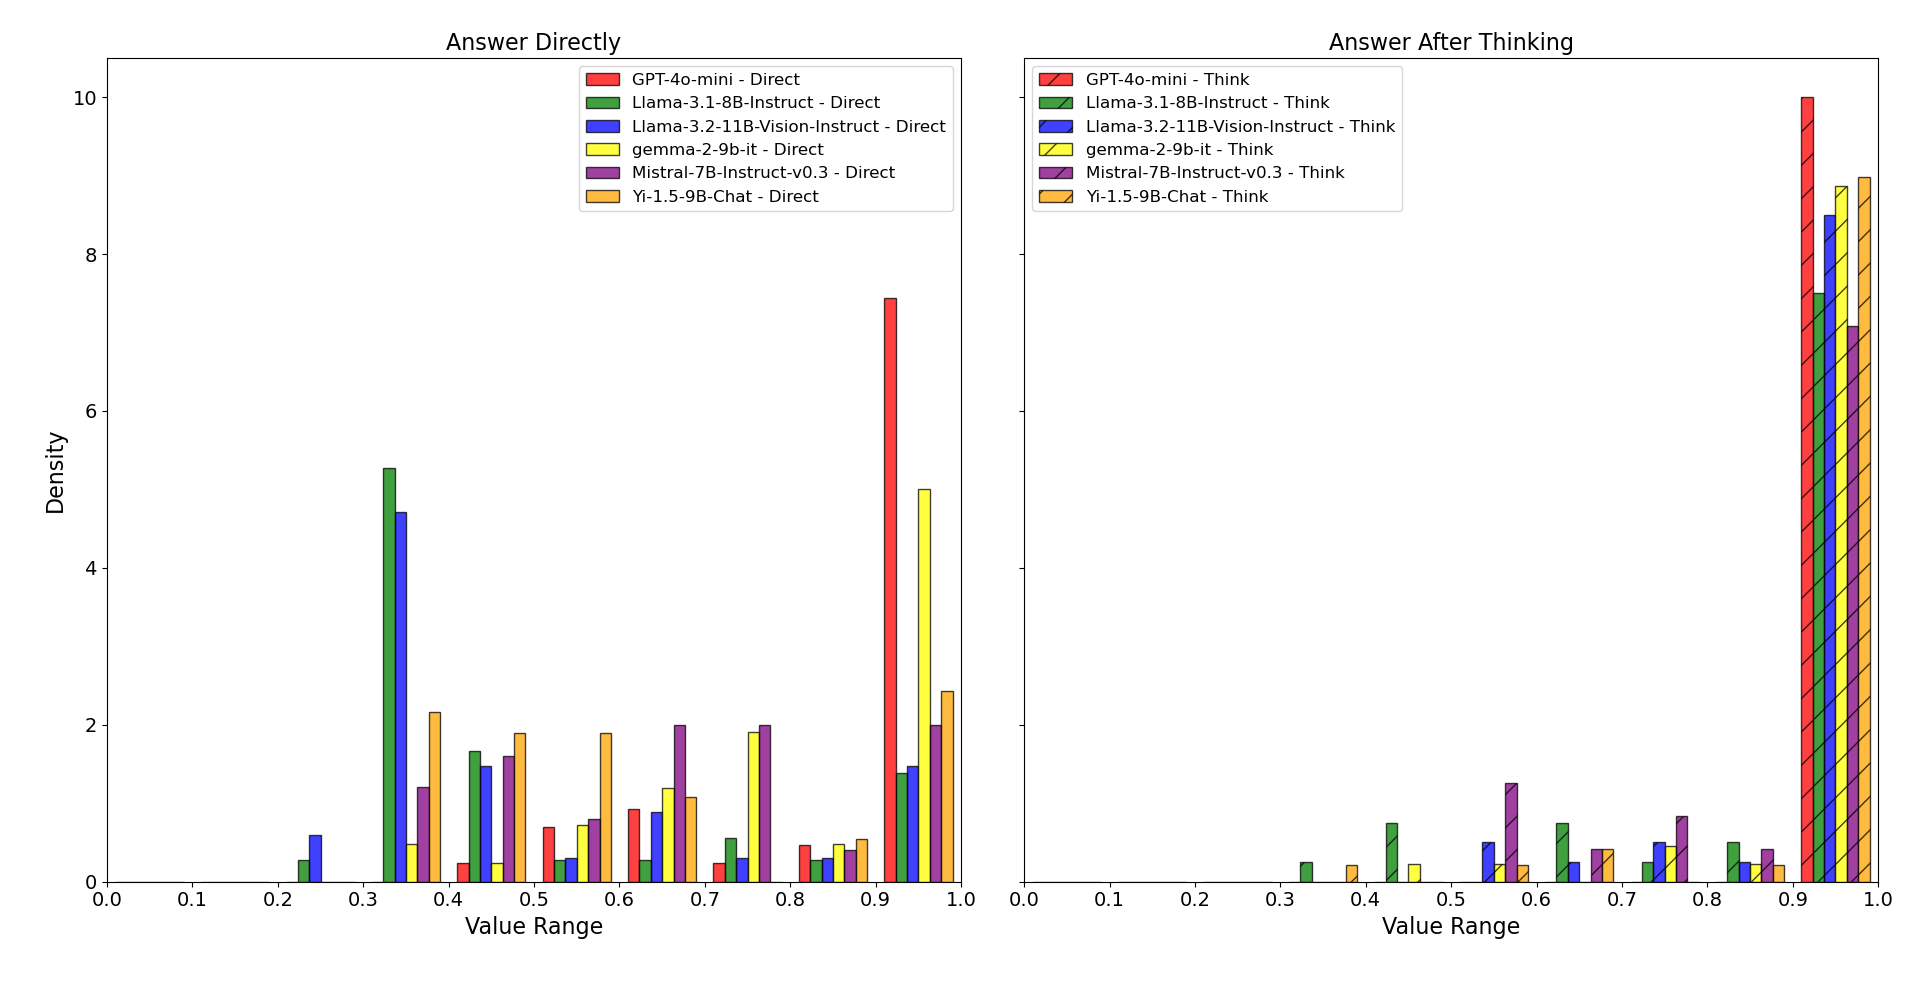 Answer Directly
Answer After Thinking
GPT-4o-mini - Direct
Llama-3.1-8B-Instruct - Direct
Llama-3.2-11B-Vision-Instruct - Direct
gemma-2-9b-it - Direct
Mistral-7B-Instruct-v0.3 - Direct
Yi-1.5-9B-Chat - Direct
GPT-4o-mini - Think
Llama-3.1-8B-Instruct - Think
Llama-3.2-11B-Vision-Instruct - Think
gemma-2-9b-it - Think
Mistral-7B-Instruct-v0.3 - Think
Yi-1.5-9B-Chat - Think
10
8
6
4
2
0
Density
0.0 0.1 0.2 0.3 0.4 0.5 0.6 0.7 0.8 0.9 1.0
Value Range
0.0 0.1 0.2 0.3 0.4 0.5 0.6 0.7 0.8 0.9 1.0
Value Range